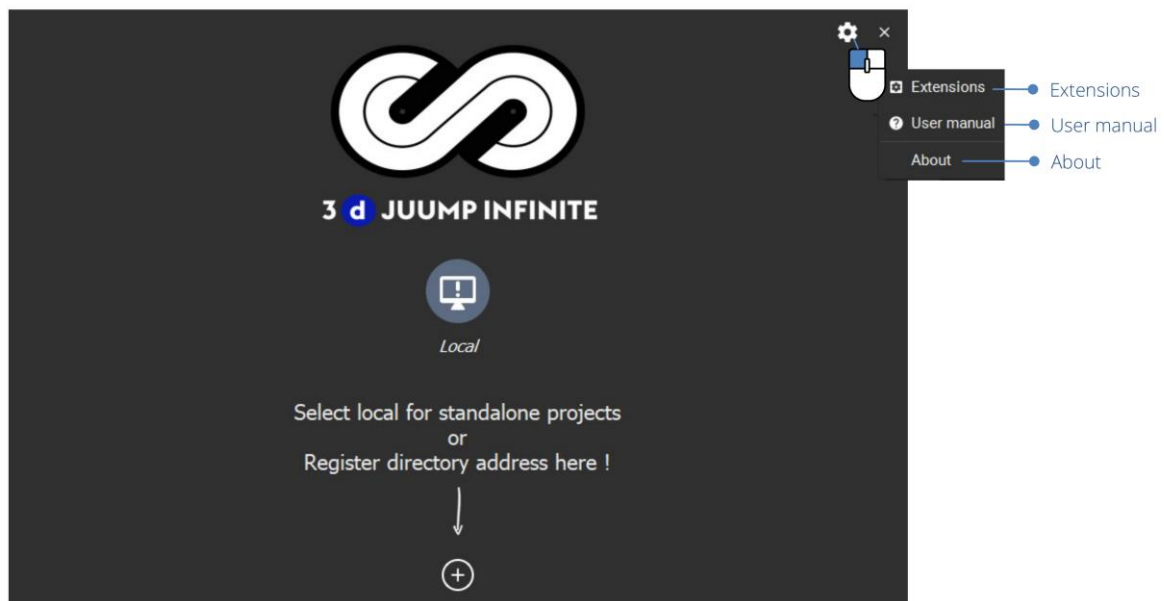 3 d JUUMP INFINITE
Local
Select local for standalone projects
or
Register directory address here !
Extensions
Extensions
User manual
User manual
About
About